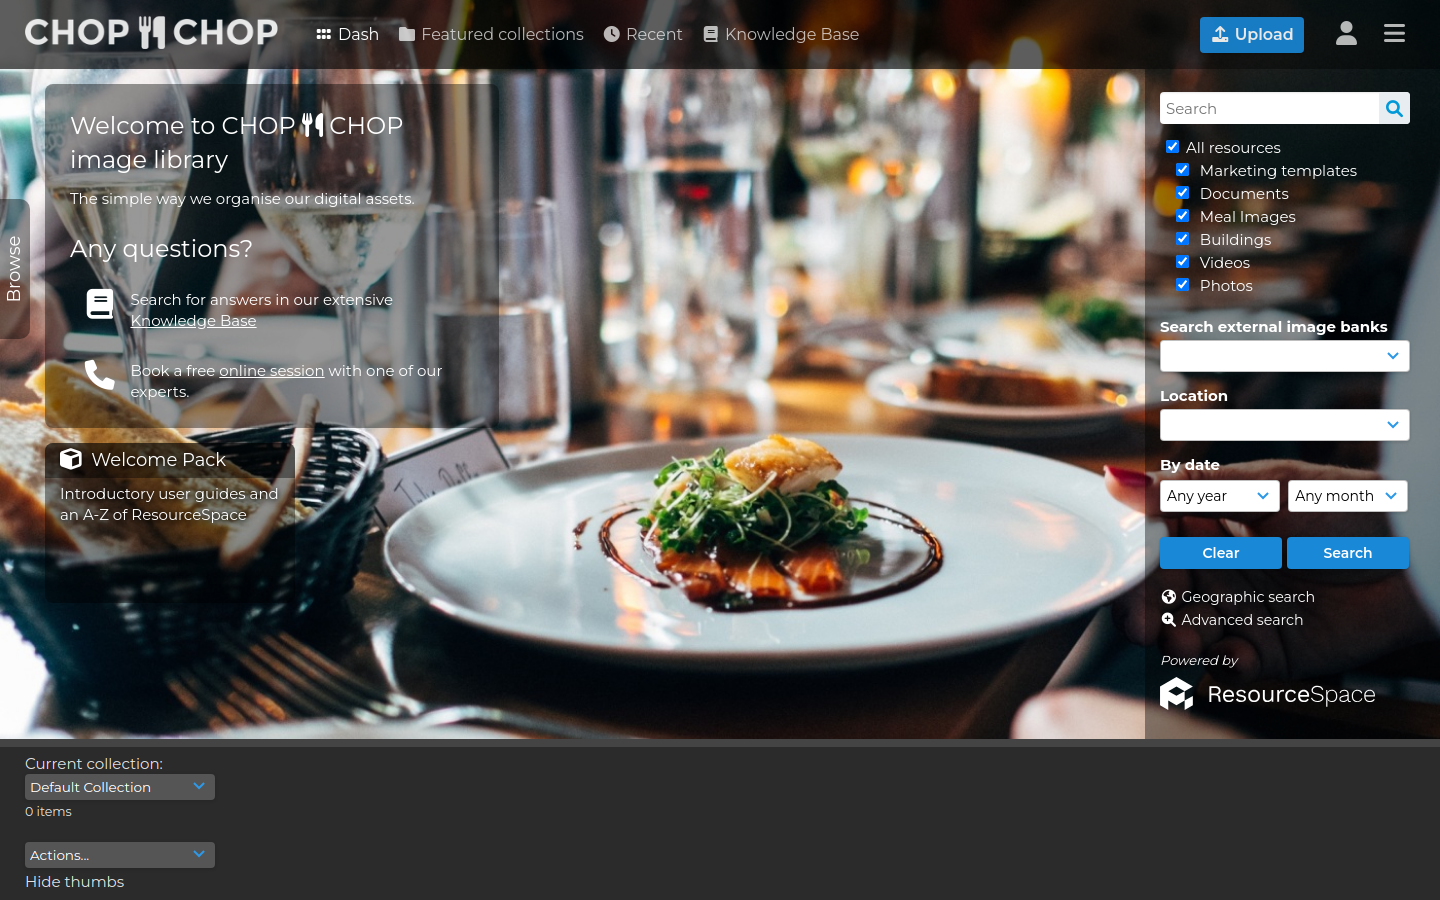 CHOP CHOP
Dash
Featured collections
Recent
Knowledge Base
Upload
Browse
Welcome to CHOP CHOP
image library
The simple way we organise our digital assets.
Any questions?
Search for answers in our extensive
Knowledge Base
Book a free online session with one of our
experts.
Welcome Pack
Introductory user guides and
an A-Z of ResourceSpace
Search
All resources
Marketing templates
Documents
Meal Images
Buildings
Videos
Photos
Search external image banks
Location
By date
Any year
Any month
Clear
Search
Geographic search
Advanced search
Powered by
ResourceSpace
Current collection:
Default Collection
0 items
Actions...
Hide thumbs